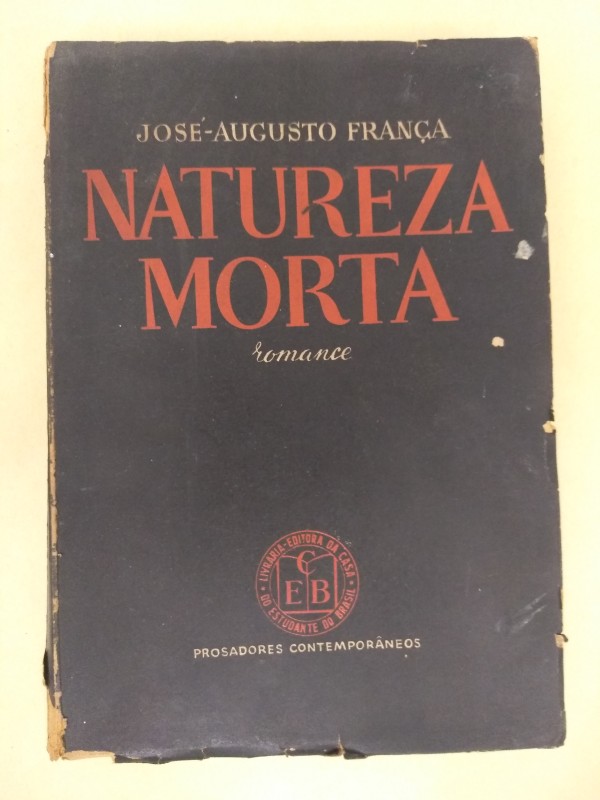 JOSÉ-AUGUSTO FRANÇA
NATUREZA
MORTA
romance
LIVRARIA-EDITORA DA CASA
DO ESTUDANTE DO BRASIL
C
E B
PROSADORES CONTEMPORÂNEOS